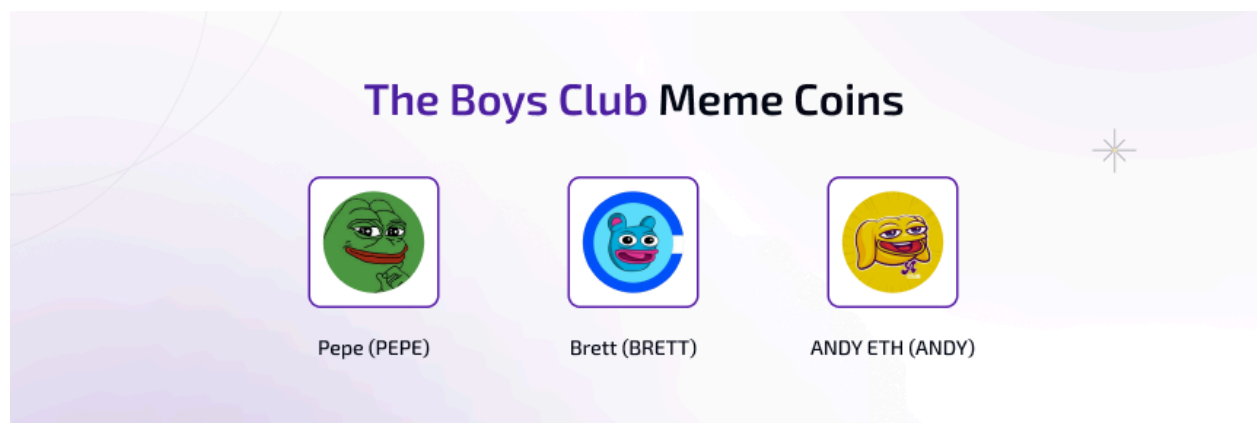 The Boys Club Meme Coins
Pepe (PEPE)
Brett (BRETT)
ANDY ETH (ANDY)